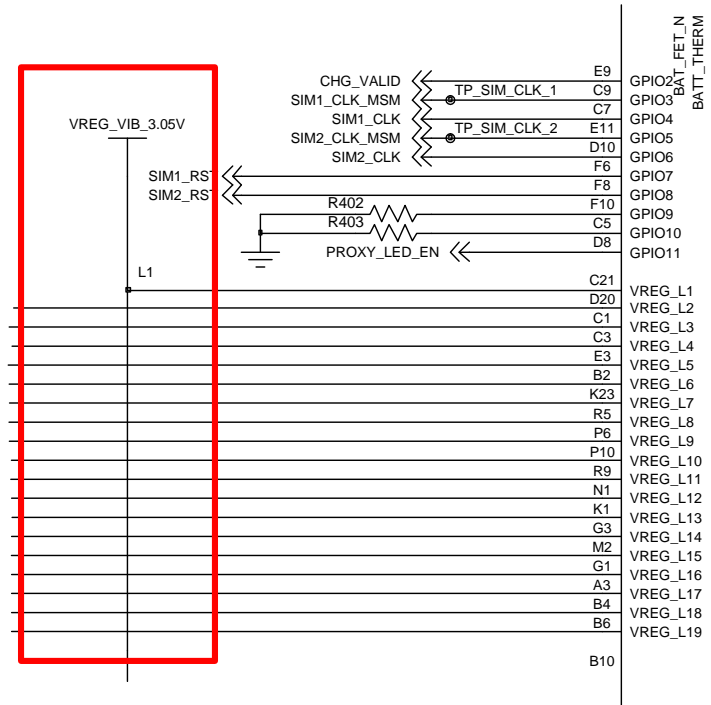 BAT_FET_N
BATT_THERM
E9
CHG_VALID
GPIO2
TP_SIM_CLK_1
C9
SIM1_CLK_MSM
GPIO3
C7
SIM1_CLK
GPIO4
TP_SIM_CLK_2
E11
SIM2_CLK_MSM
GPIO5
D10
SIM2_CLK
GPIO6
VREG_VIB_3.05V
F6
SIM1_RST
GPIO7
F8
SIM2_RST
GPIO8
R402
F10
GPIO9
R403
C5
GPIO10
D8
PROXY_LED_EN
GPIO11
L1
C21
VREG_L1
D20
VREG_L2
C1
VREG_L3
C3
VREG_L4
E3
VREG_L5
B2
VREG_L6
K23
VREG_L7
R5
VREG_L8
P6
VREG_L9
P10
VREG_L10
R9
VREG_L11
N1
VREG_L12
K1
VREG_L13
G3
VREG_L14
M2
VREG_L15
G1
VREG_L16
A3
VREG_L17
B4
VREG_L18
B6
VREG_L19
B10